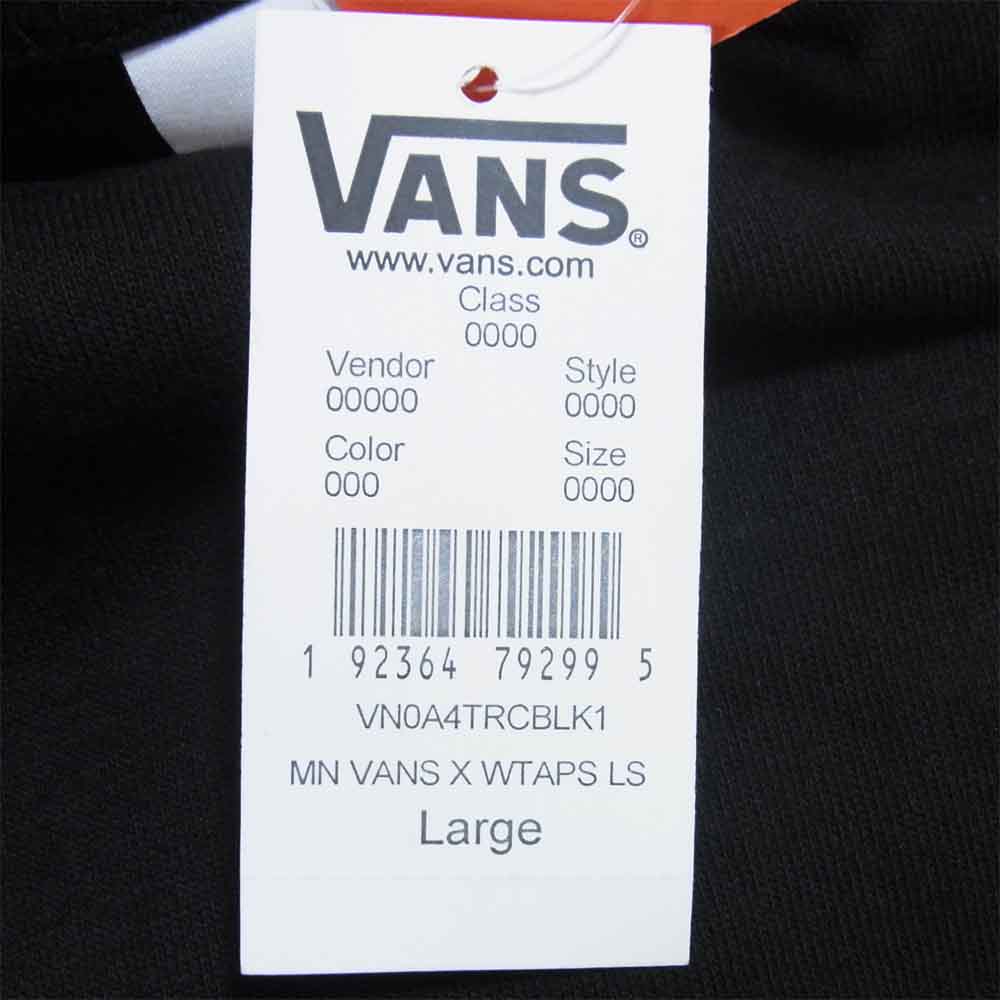 VANS®
www.vans.com
Class
0000
Vendor Style
00000 0000
Color Size
000 0000
1 92364 79299 5
VN0A4TRCBLK1
MN VANS X WTAPS LS
Large